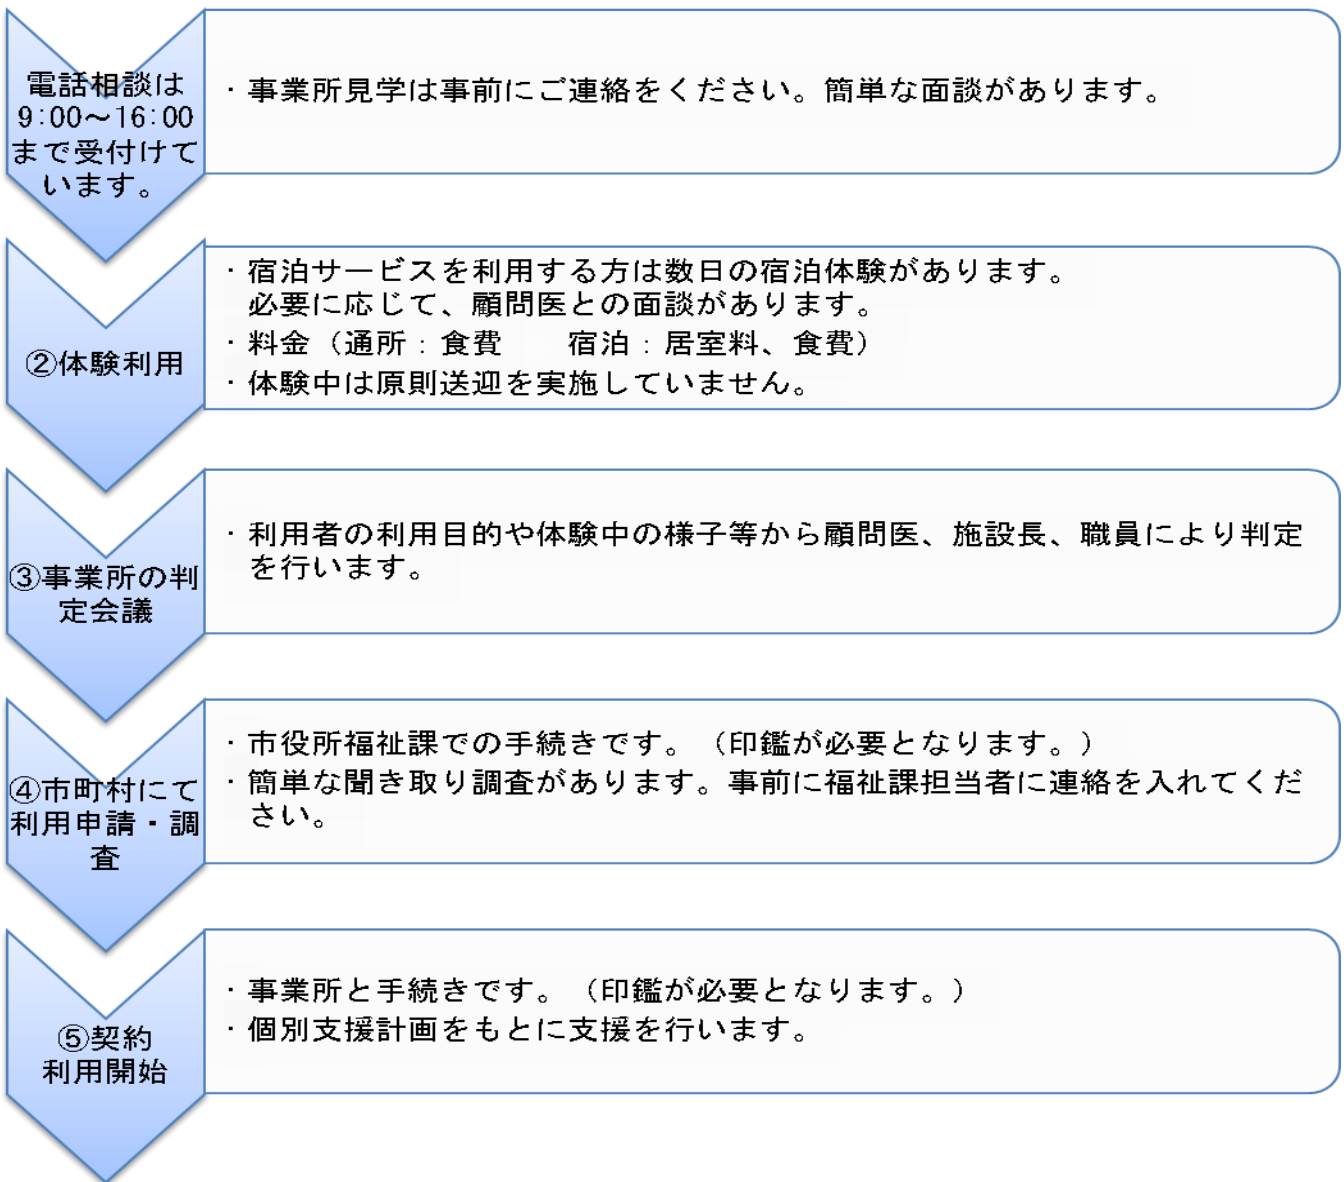 電話相談は
9:00～16:00
まで受付けて
います。
・事業所見学は事前にご連絡をください。簡単な面談があります。
②体験利用
・宿泊サービスを利用する方は数日の宿泊体験があります。
必要に応じて、顧問医との面談があります。
・料金（通所：食費　　宿泊：居室料、食費）
・体験中は原則送迎を実施していません。
③事業所の判
定会議
・利用者の利用目的や体験中の様子等から顧問医、施設長、職員により判定
を行います。
④市町村にて
利用申請・調
査
・市役所福祉課での手続きです。（印鑑が必要となります。）
・簡単な聞き取り調査があります。事前に福祉課担当者に連絡を入れてくだ
さい。
⑤契約
利用開始
・事業所と手続きです。（印鑑が必要となります。）
・個別支援計画をもとに支援を行います。